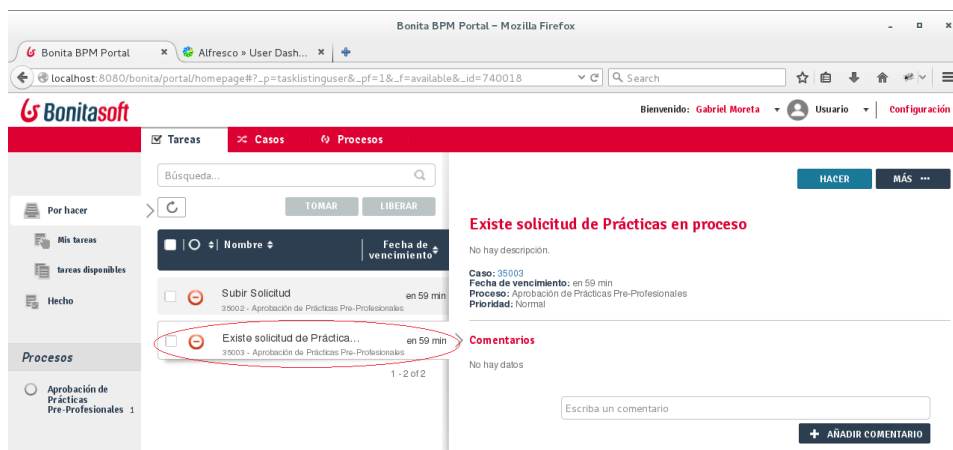 Bonita BPM Portal – Mozilla Firefox
Bonita BPM Portal
Alfresco » User Dash...
localhost:8080/bonita/portal/homepage#?_p=tasklistinguser&_pf=1&_f=available&_id=740018
Search
Bonitasoft
Bienvenido: Gabriel Moreta
Usuario
Configuración
Tareas
Casos
Procesos
Por hacer
Mis tareas
tareas disponibles
Hecho
Procesos
Aprobación de
Prácticas
Pre-Profesionales 1
Búsqueda...
TOMAR
LIBERAR
Nombre
Fecha de
vencimiento
Subir Solicitud
en 59 min
35002 - Aprobación de Prácticas Pre-Profesionales
Existe solicitud de Práctica...
en 59 min
35003 - Aprobación de Prácticas Pre-Profesionales
1 - 2 of 2
HACER
MÁS ...
Existe solicitud de Prácticas en proceso
No hay descripción.
Caso: 35003
Fecha de vencimiento: en 59 min
Proceso: Aprobación de Prácticas Pre-Profesionales
Prioridad: Normal
Comentarios
No hay datos
Escriba un comentario
+ AÑADIR COMENTARIO